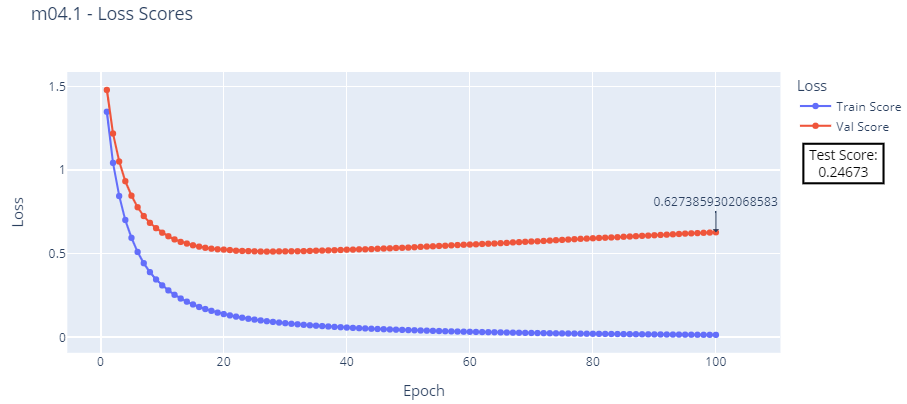 m04.1 - Loss Scores
Loss
Train Score
Val Score
Test Score:
0.24673
0.6273859302068583
1.5
1
0.5
0
Loss
0
20
40
60
80
100
Epoch